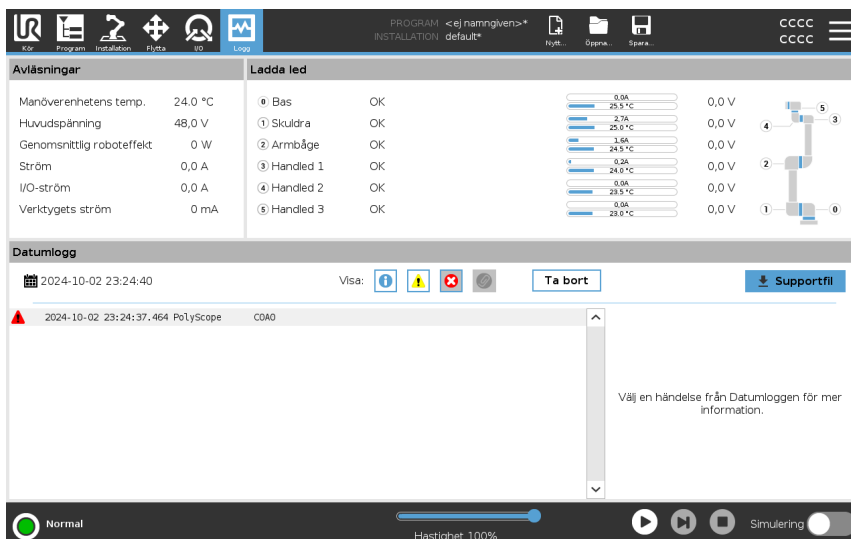 UR
Kör
Program
Installation
Flytta
I/O
Logg
PROGRAM <ej namngiven>*
INSTALLATION default*
Nytt...
Öppna...
Spara...
CCCC
CCCC
Avläsningar
Manöverenhetens temp. 24.0 °C
Huvudspänning 48,0 V
Genomsnittlig roboteffekt 0 W
Ström 0,0 A
I/O-ström 0,0 A
Verktygets ström 0 mA
Ladda led
0 Bas OK 0,0A 25.5 °C 0,0 V
1 Skuldra OK 2,7A 25.0 °C 0,0 V
2 Armbåge OK 1,6A 24.5 °C 0,0 V
3 Handled 1 OK 0,2A 24.0 °C 0,0 V
4 Handled 2 OK 0,0A 23.5 °C 0,0 V
5 Handled 3 OK 0,0A 23.0 °C 0,0 V
5
4 3
2
1 0
Datumlogg
2024-10-02 23:24:40 Visa: Ta bort Supportfil
2024-10-02 23:24:37.464 PolyScope C0A0
Välj en händelse från Datumloggen för mer
information.
Normal
Hastighet 100%
Simulering